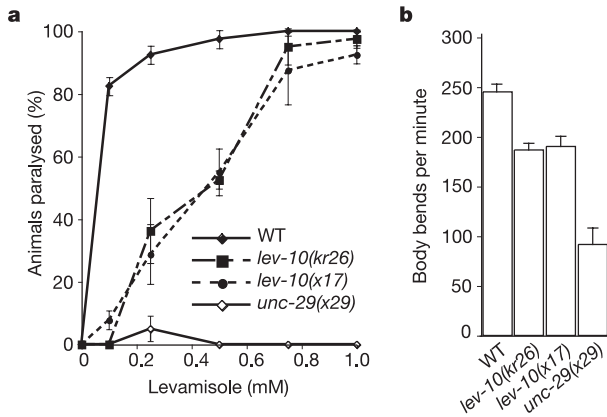 a
Animals paralysed (%)
100
80
60
40
20
0
0
0.2
0.4
0.6
0.8
1.0
Levamisole (mM)
WT
lev-10(kr26)
lev-10(x17)
unc-29(x29)
b
Body bends per minute
300
250
200
150
100
50
0
WT
lev-10(kr26)
lev-10(x17)
unc-29(x29)